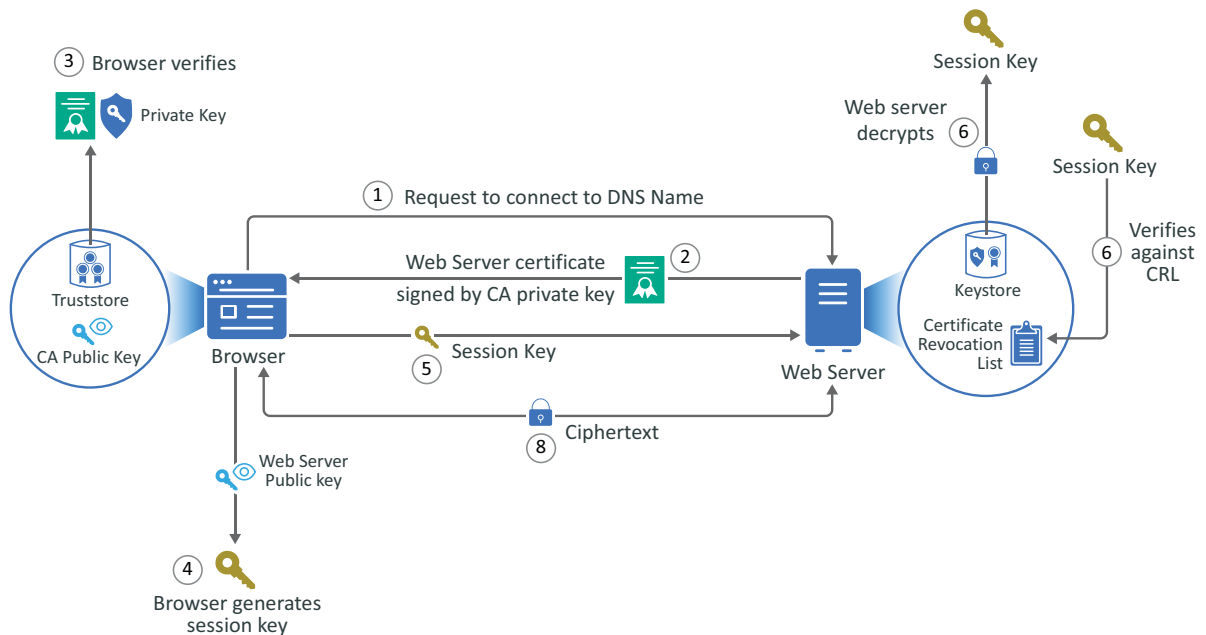 3 Browser verifies
Private Key
Truststore
CA Public Key
1 Request to connect to DNS Name
Web Server certificate
signed by CA private key
2
Browser
Session Key
5
Web Server
Ciphertext
8
Web Server
Public key
4
Browser generates
session key
Session Key
Web server
decrypts
6
Session Key
6
Verifies
against
CRL
Keystore
Certificate
Revocation
List